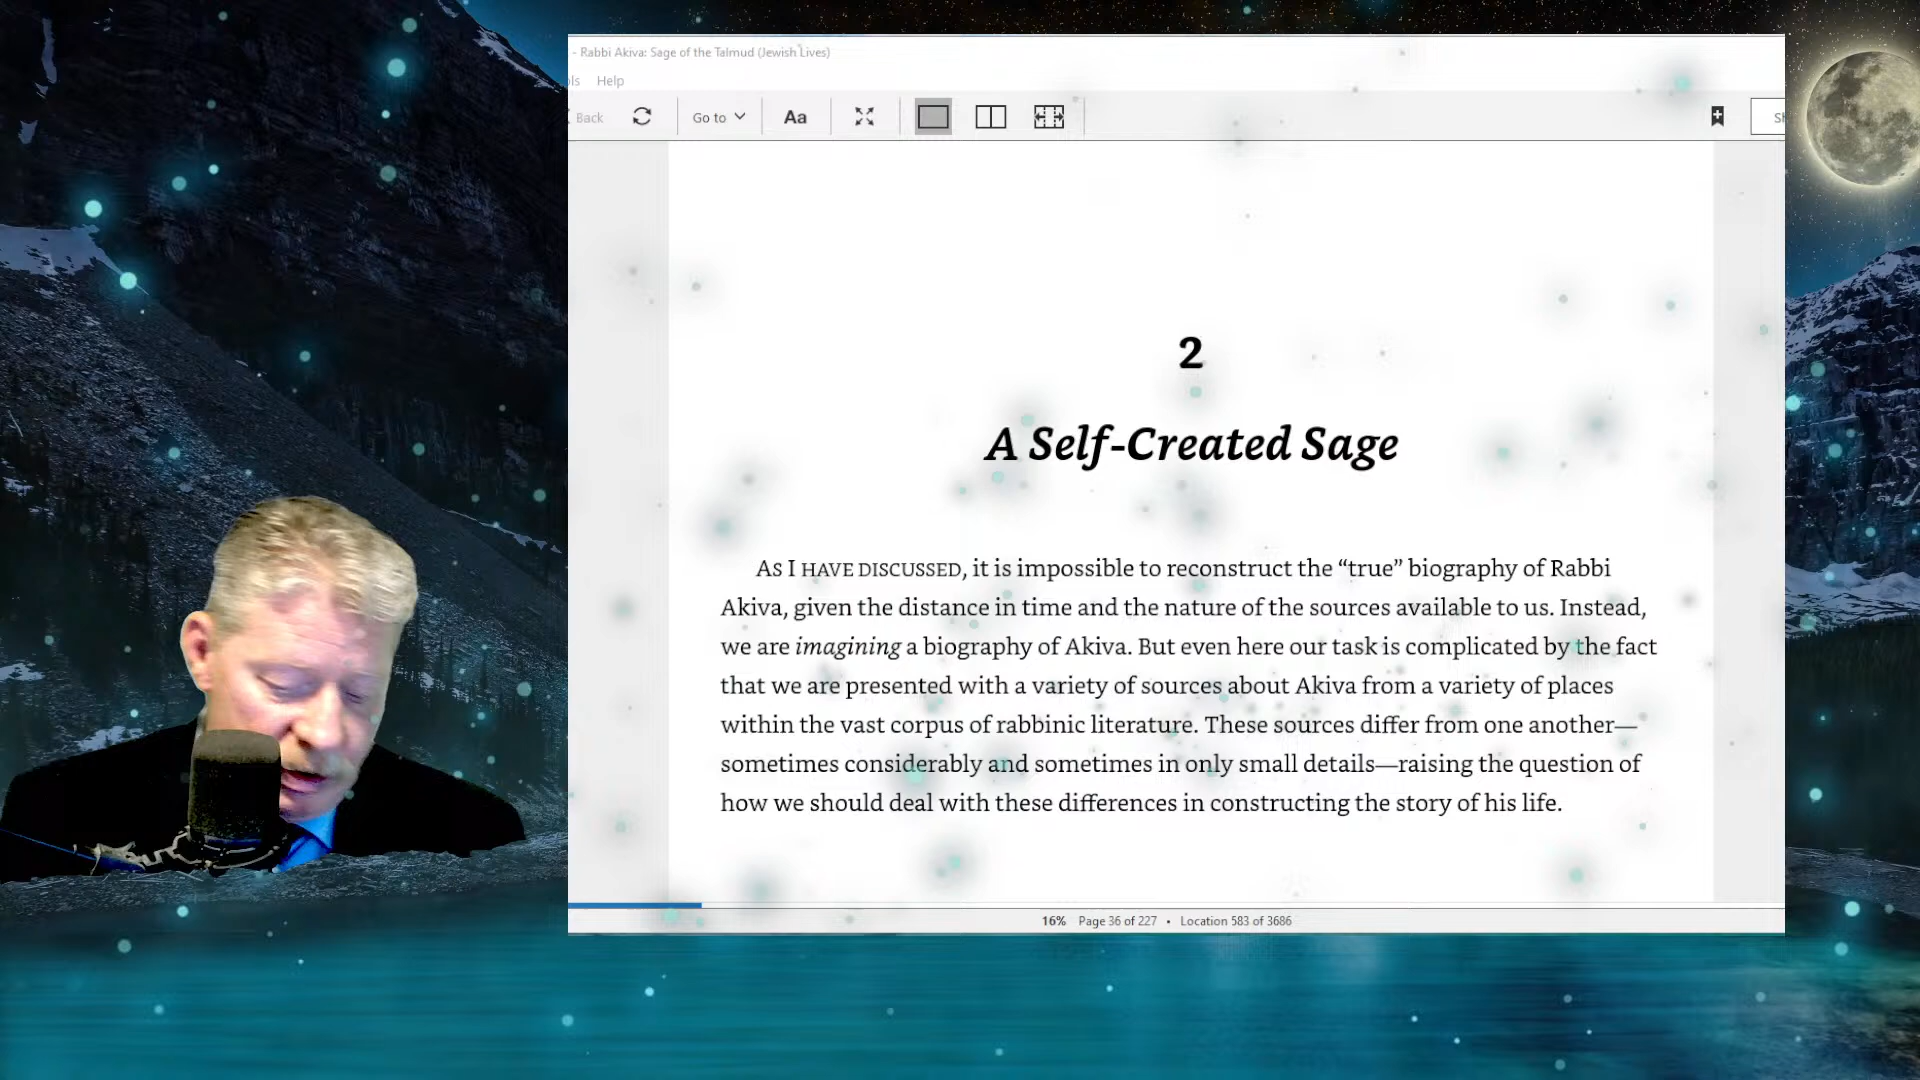 - Rabbi Akiva: Sage of the Talmud (Jewish Lives)
Help
Back
Go to
Aa
2
A Self-Created Sage
AS I HAVE DISCUSSED, it is impossible to reconstruct the “true” biography of Rabbi
Akiva, given the distance in time and the nature of the sources available to us. Instead,
we are imagining a biography of Akiva. But even here our task is complicated by the fact
that we are presented with a variety of sources about Akiva from a variety of places
within the vast corpus of rabbinic literature. These sources differ from one another—
sometimes considerably and sometimes in only small details—raising the question of
how we should deal with these differences in constructing the story of his life.
16% Page 36 of 227 • Location 583 of 3686